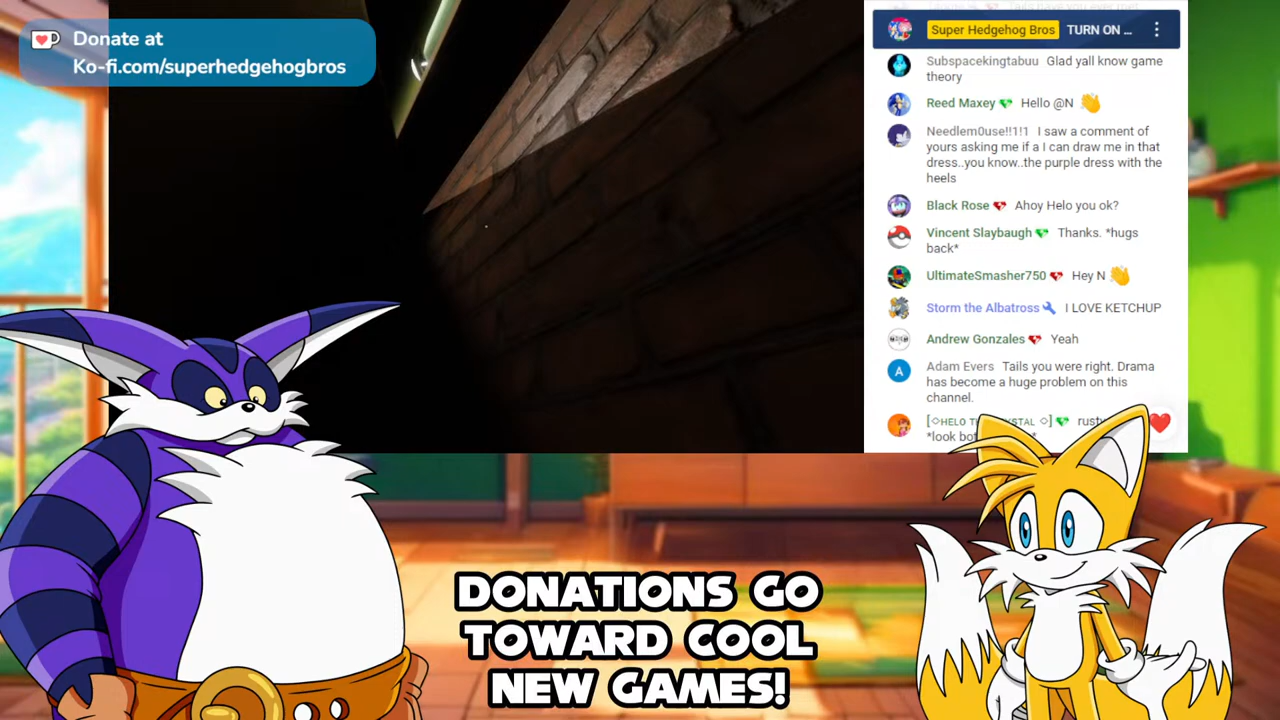 Donate at
Ko-fi.com/superhedgehogbros
Super Hedgehog Bros TURN ON ...
Subspacekingtabuu Glad yall know game
theory
Reed Maxey Hello @N
Needlem0use!!1!1 I saw a comment of
yours asking me if a I can draw me in that
dress..you know..the purple dress with the
heels
Black Rose Ahoy Helo you ok?
Vincent Slaybaugh Thanks. *hugs
back*
UltimateSmasher750 Hey N
Storm the Albatross I LOVE KETCHUP
Andrew Gonzales Yeah
A Adam Evers Tails you were right. Drama
has become a huge problem on this
channel.
[◇HELO
*look
DONATIONS GO
TOWARD COOL
NEW GAMES!